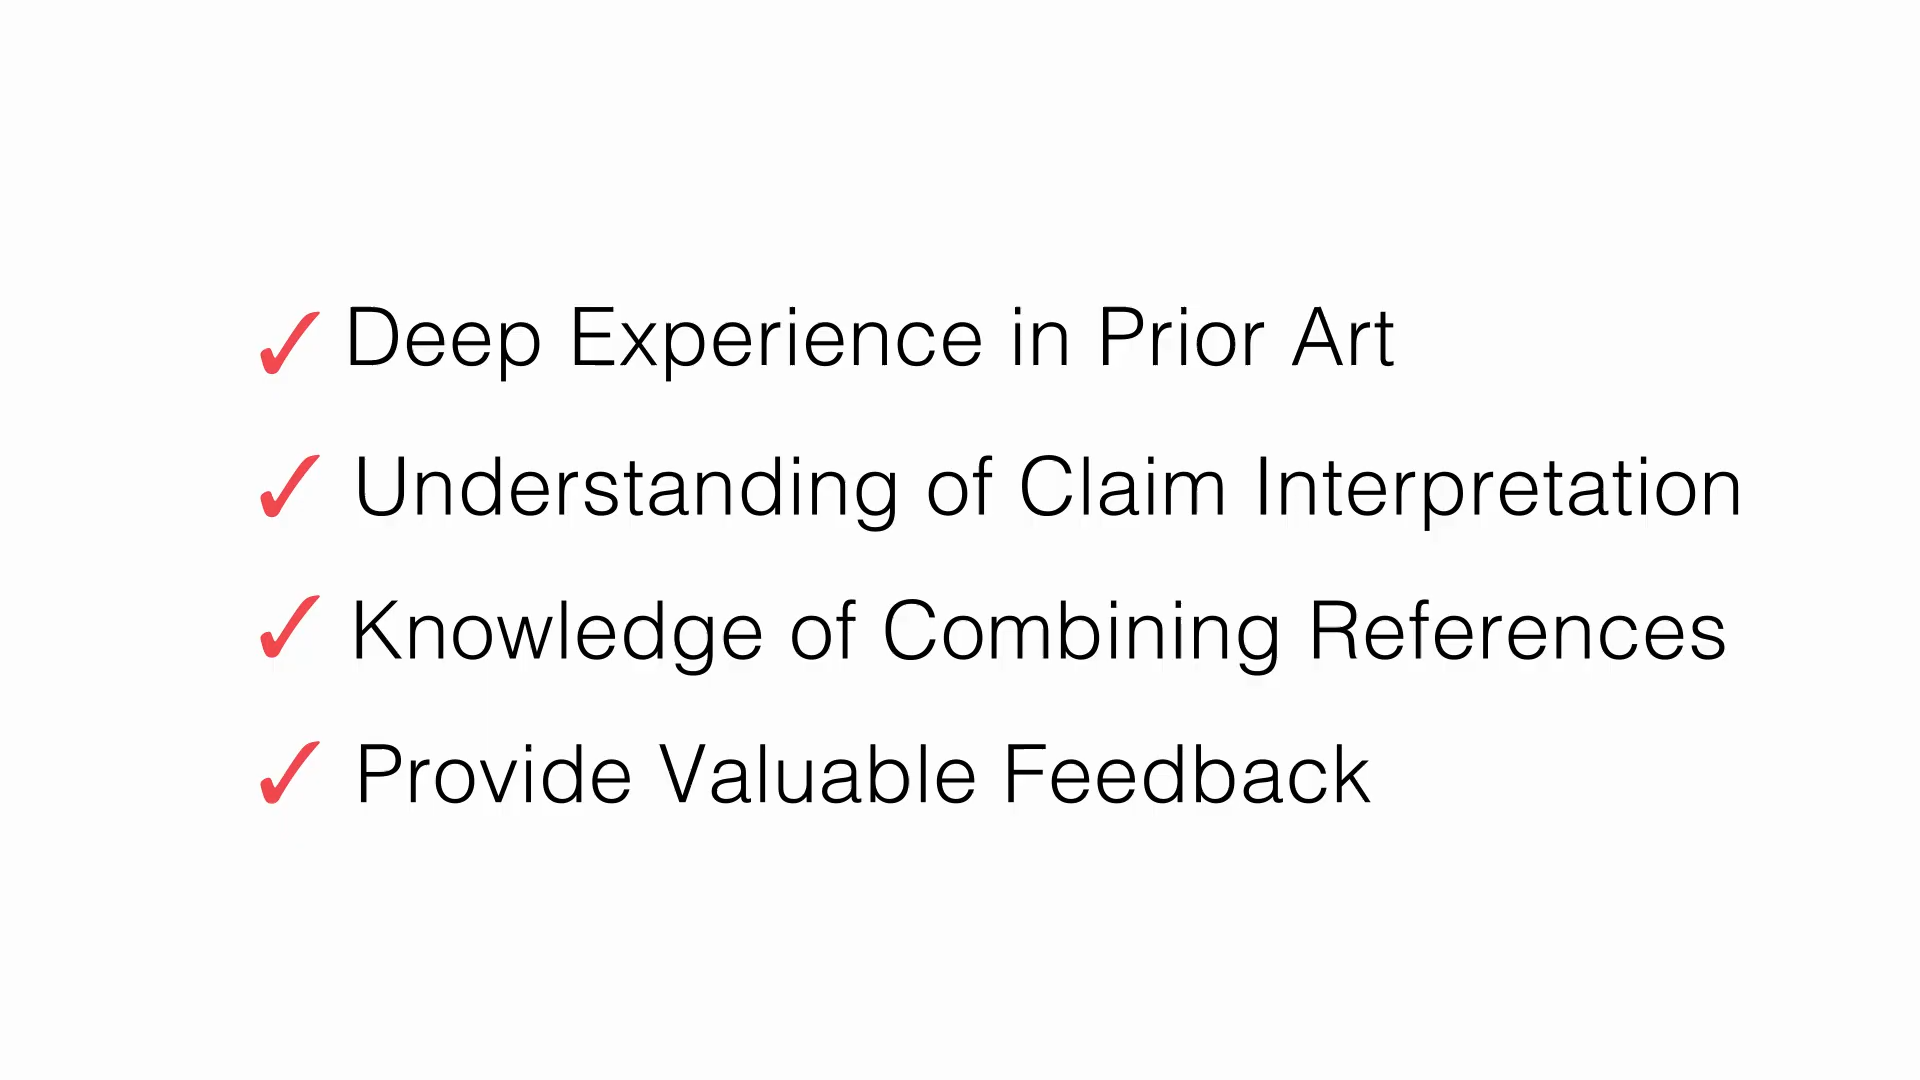 ✓ Deep Experience in Prior Art
✓ Understanding of Claim Interpretation
✓ Knowledge of Combining References
✓ Provide Valuable Feedback